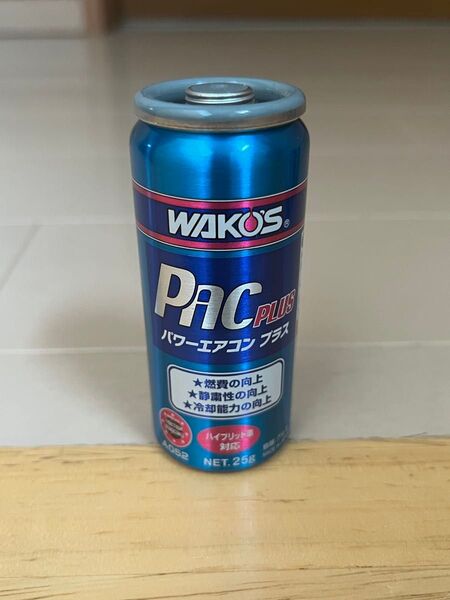 WAKO'S®
PAC PLUS
パワーエアコン プラス
★燃費の向上
★静粛性の向上
★冷却能力の向上
ハイブリッド車
対応
A052
NET. 25g